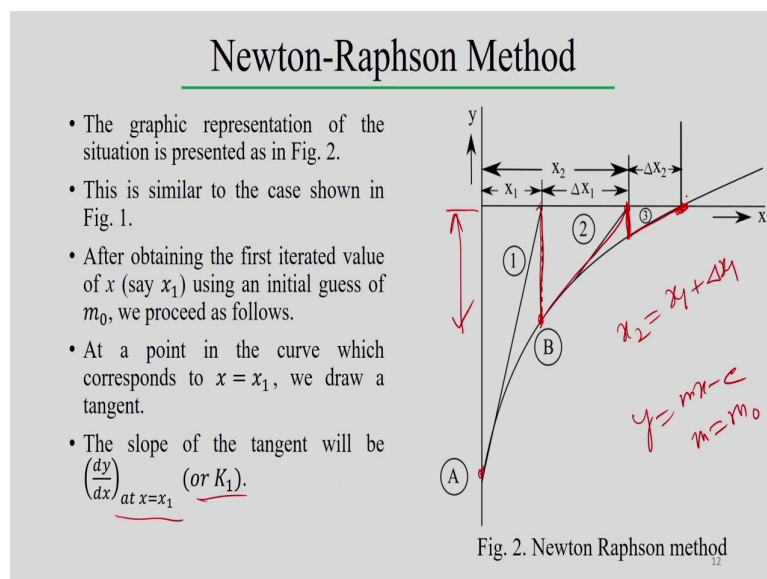 Newton-Raphson Method
• The graphic representation of the
situation is presented as in Fig. 2.
• This is similar to the case shown in
Fig. 1.
• After obtaining the first iterated value
of x (say x₁) using an initial guess of
m₀, we proceed as follows.
• At a point in the curve which
corresponds to x = x₁, we draw a
tangent.
• The slope of the tangent will be
(dy/dx) at x=x₁ (or K₁).
y
x₂
Δx₂
x₁
Δx₁
x
①
②
③
Ⓑ
Ⓐ
x₂ = x₁ + Δx₁
y = mx - c
m = m₀
Fig. 2. Newton Raphson method
12